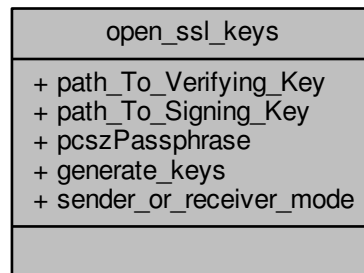 open_ssl_keys
+ path_To_Verifying_Key
+ path_To_Signing_Key
+ pcszPassphrase
+ generate_keys
+ sender_or_receiver_mode